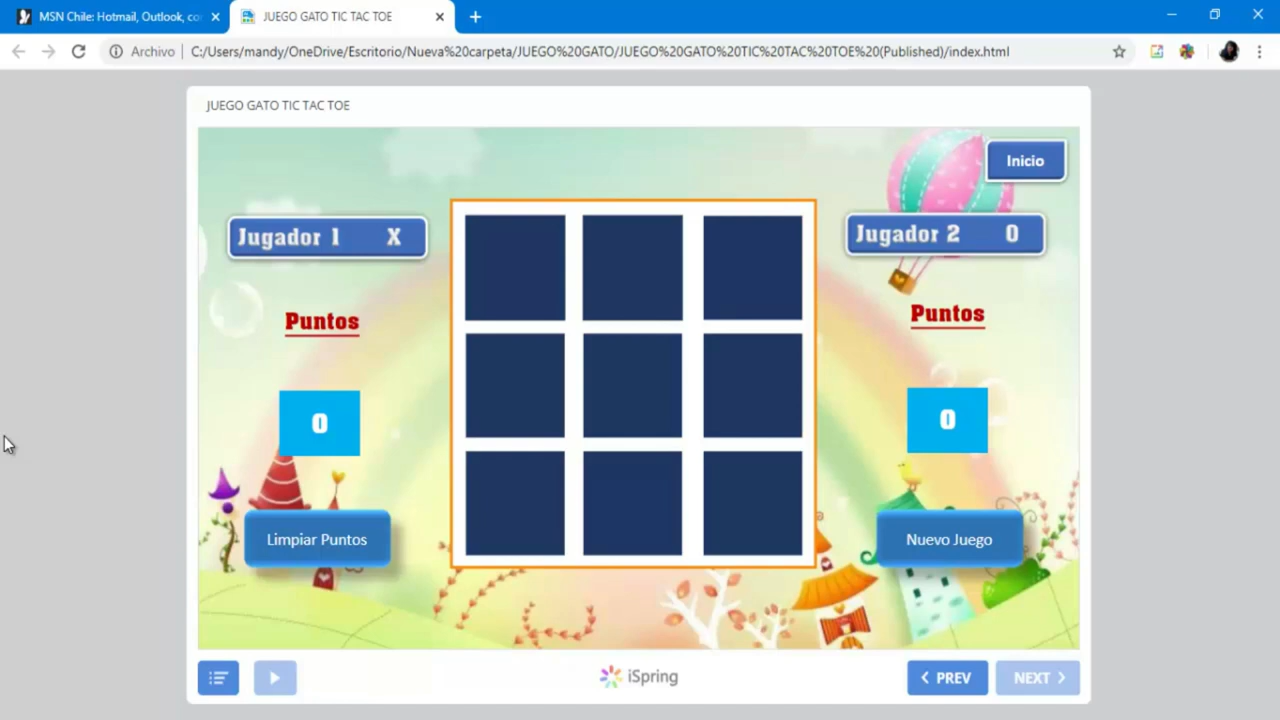 MSN Chile: Hotmail, Outlook, co
JUEGO GATO TIC TAC TOE
Archivo
C:/Users/mandy/OneDrive/Escritorio/Nueva%20carpeta/JUEGO%20GATO/JUEGO%20GATO%20TIC%20TAC%20TOE%20(Published)/index.html
JUEGO GATO TIC TAC TOE
Inicio
Jugador 1 X
Jugador 2 O
Puntos
Puntos
0
0
Limpiar Puntos
Nuevo Juego
iSpring
PREV
NEXT